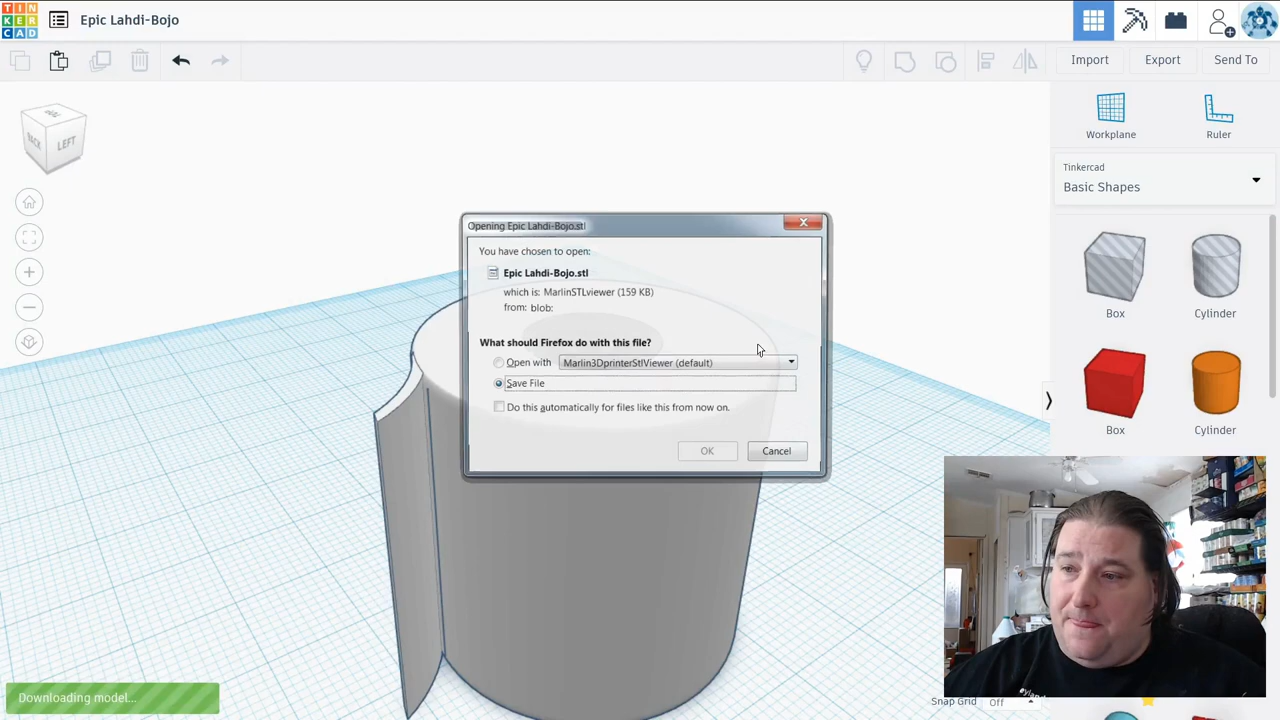 TIN
KER
CAD
Epic Lahdi-Bojo
Import
Export
Send To
TOP
BACK
LEFT
Workplane
Ruler
Tinkercad
Basic Shapes
Box
Cylinder
Box
Cylinder
Opening Epic Lahdi-Bojo.stl
You have chosen to open:
Epic Lahdi-Bojo.stl
which is: MarlinSTLviewer (159 KB)
from: blob:
What should Firefox do with this file?
Open with
Marlin3DprinterStlViewer (default)
Save File
Do this automatically for files like this from now on.
OK
Cancel
Downloading model...
Snap Grid
Off